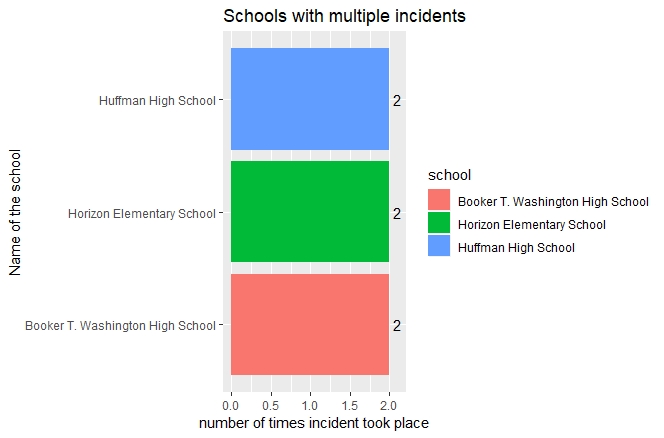 Schools with multiple incidents
Name of the school
Huffman High School
2
Horizon Elementary School
2
Booker T. Washington High School
2
0.0 0.5 1.0 1.5 2.0
number of times incident took place
school
Booker T. Washington High School
Horizon Elementary School
Huffman High School